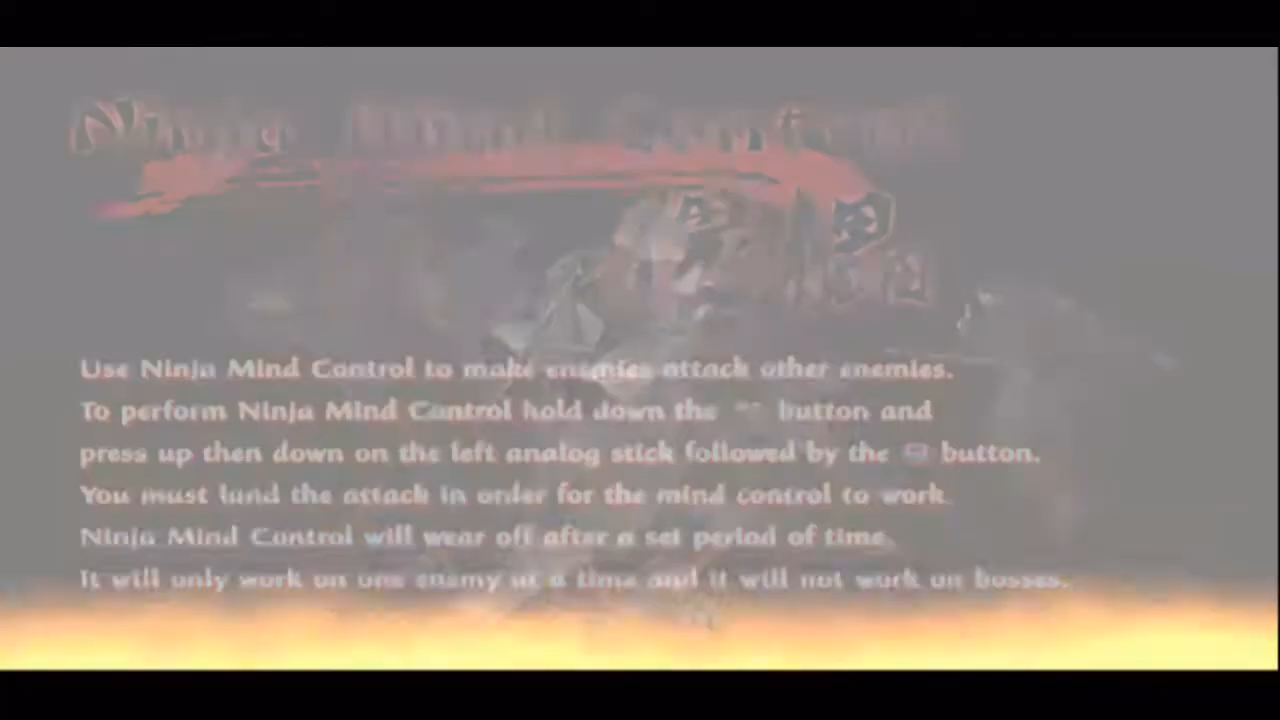 Ninja Mind Control
Use Ninja Mind Control to make enemies attack other enemies.
To perform Ninja Mind Control hold down the button and
press up then down on the left analog stick followed by the button.
You must land the attack in order for the mind control to work.
Ninja Mind Control will wear off after a set period of time.
It will only work on one enemy at a time and it will not work on bosses.